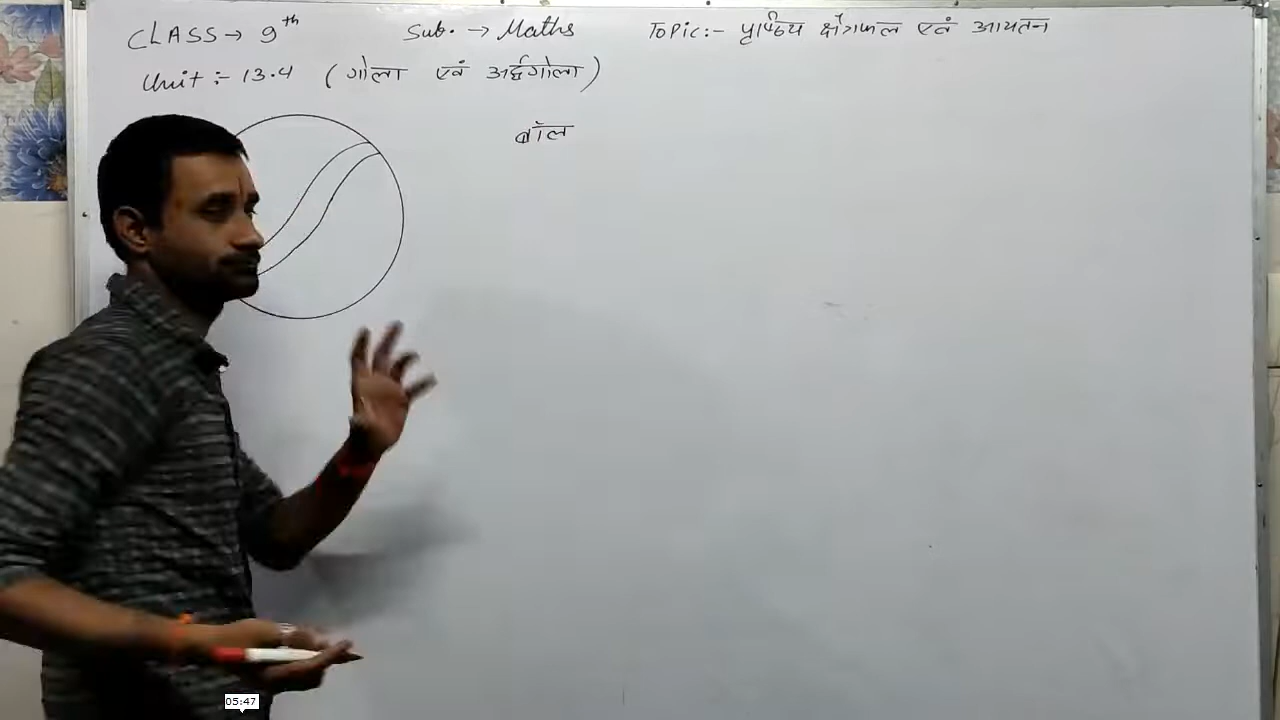 CLASS → 9th Sub. → Maths Topic:- पृष्ठिय क्षेत्रफल एवं आयतन
Unit :- 13.4 (गोला एवं अर्द्धगोला)
बॉल
05:47